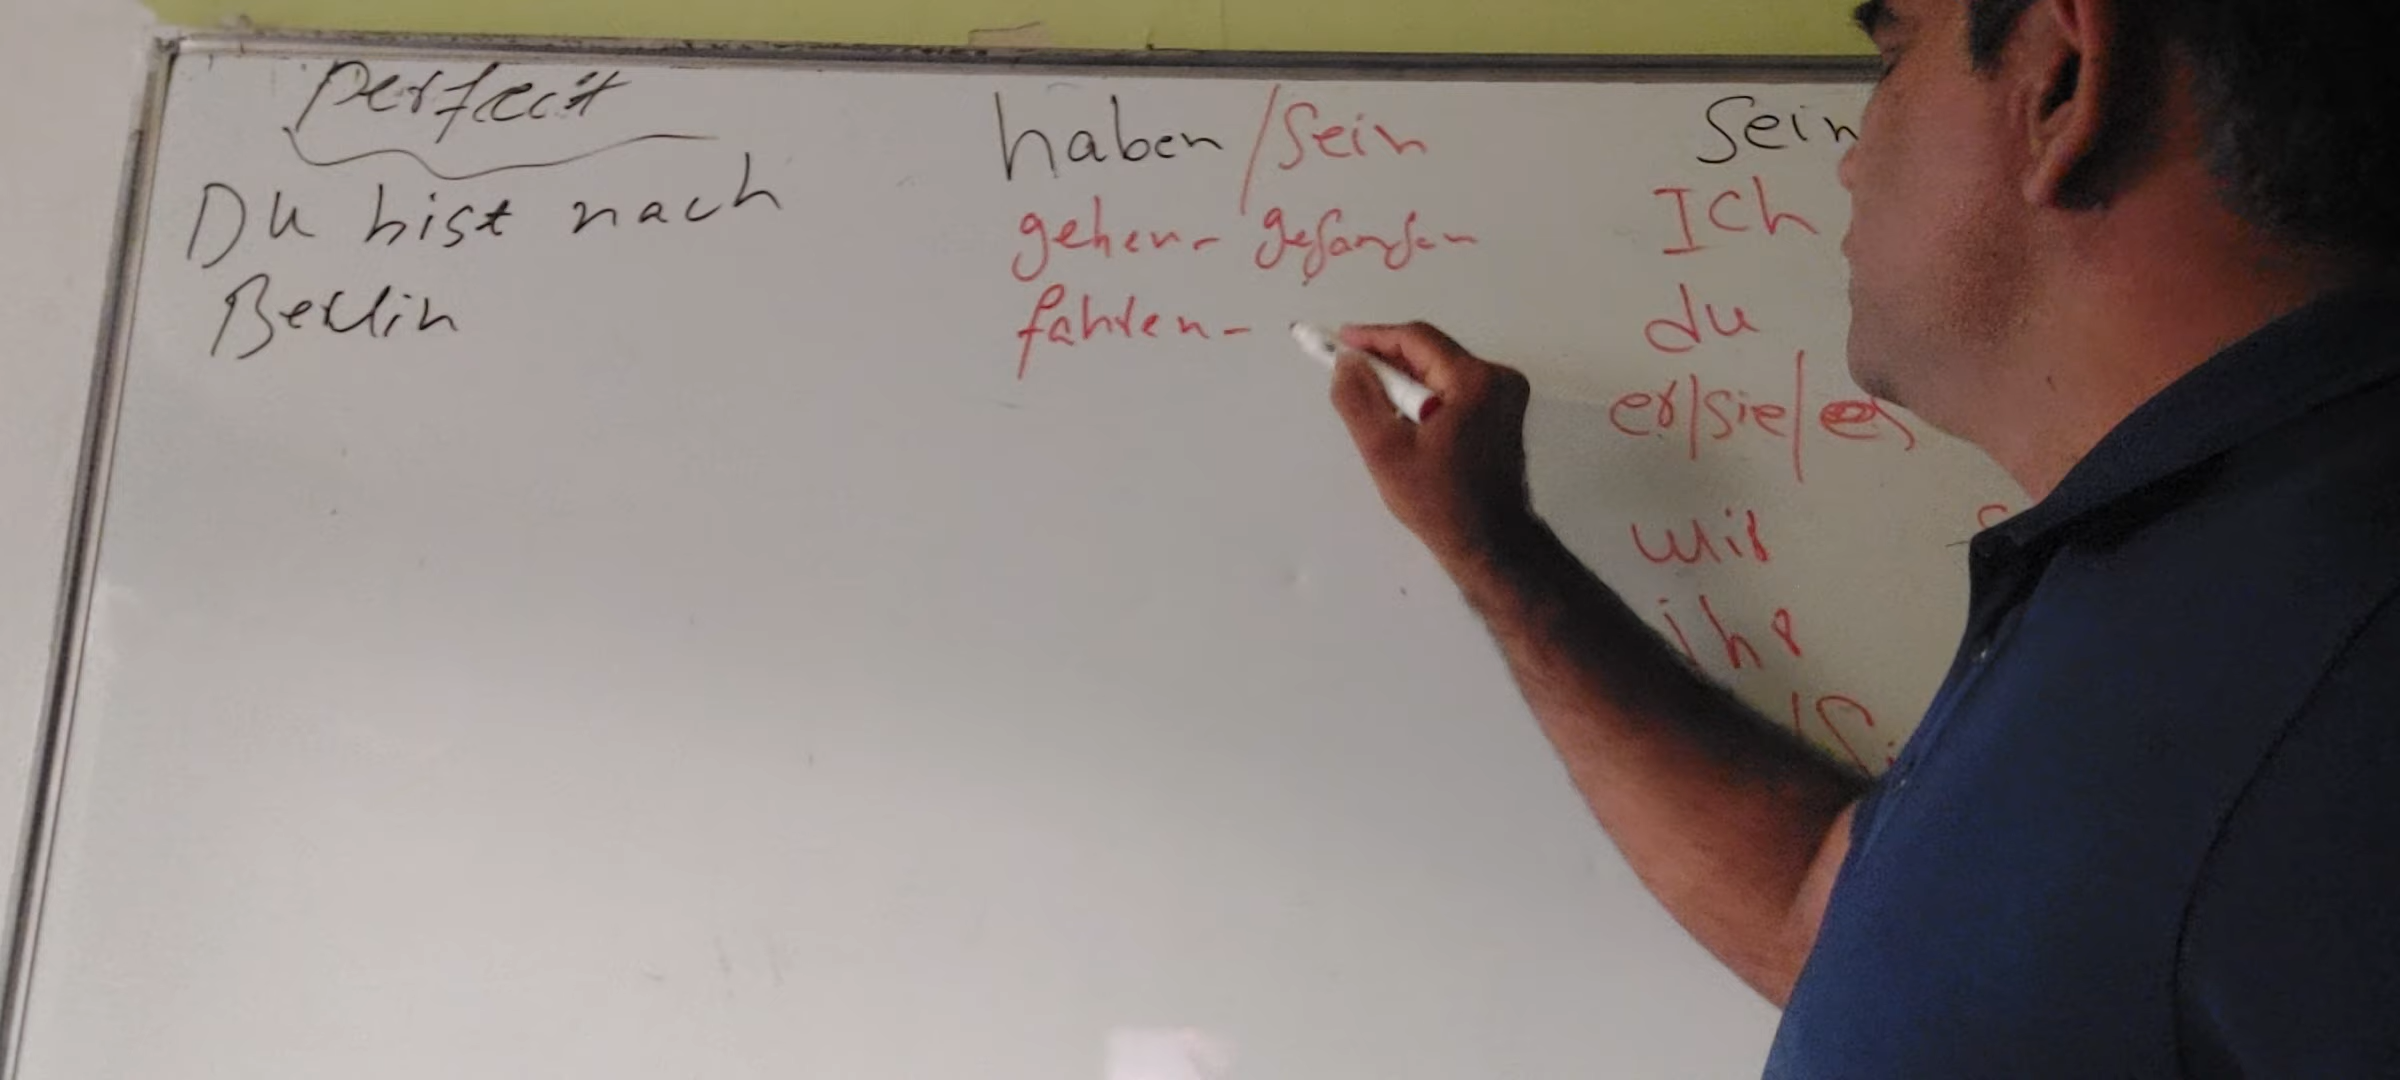 perfect
Du bist nach
Berlin
haben/sein
gehen - gegangen
fahren -
Sein
Ich
du
er/sie/es
wir
ihr